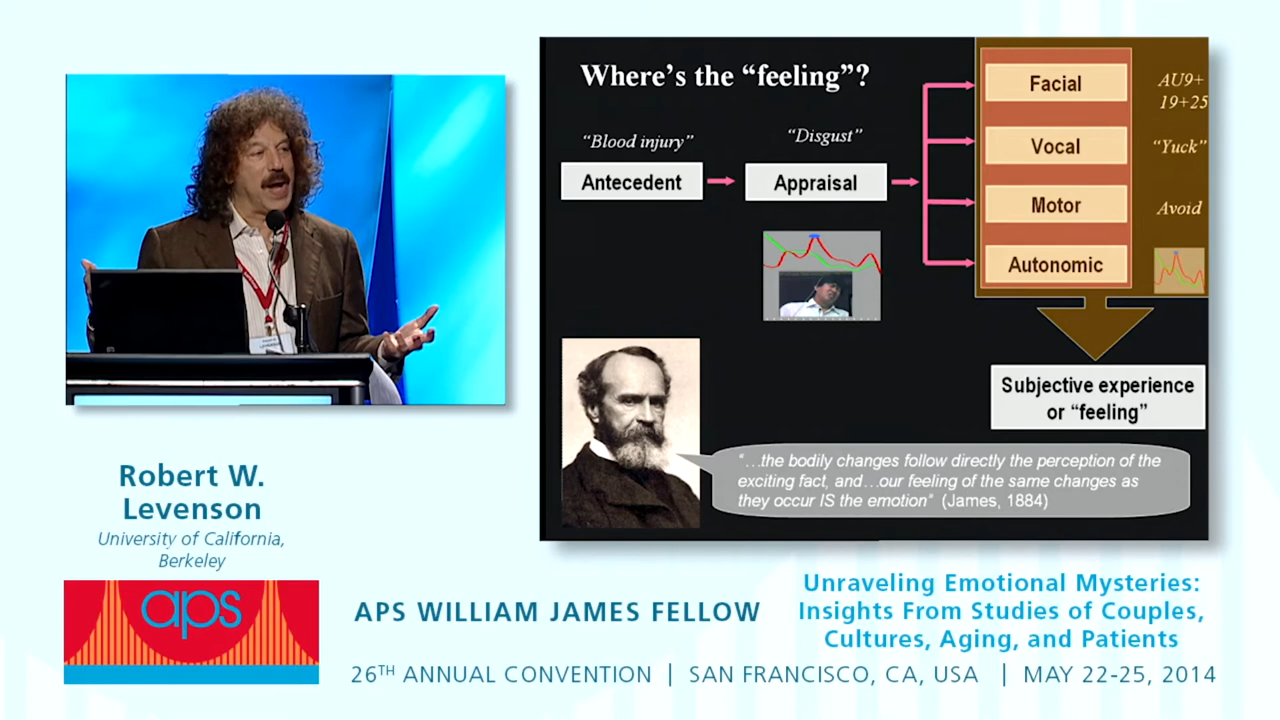 Where's the “feeling”?
“Blood injury”
Antecedent
“Disgust”
Appraisal
Facial
AU9+
19+25
Vocal
“Yuck”
Motor
Avoid
Autonomic
Subjective experience
or “feeling”
“…the bodily changes follow directly the perception of the
exciting fact, and…our feeling of the same changes as
they occur IS the emotion” (James, 1884)
Robert W.
Levenson
University of California,
Berkeley
aps
APS WILLIAM JAMES FELLOW
Unraveling Emotional Mysteries:
Insights From Studies of Couples,
Cultures, Aging, and Patients
26TH ANNUAL CONVENTION | SAN FRANCISCO, CA, USA | MAY 22-25, 2014